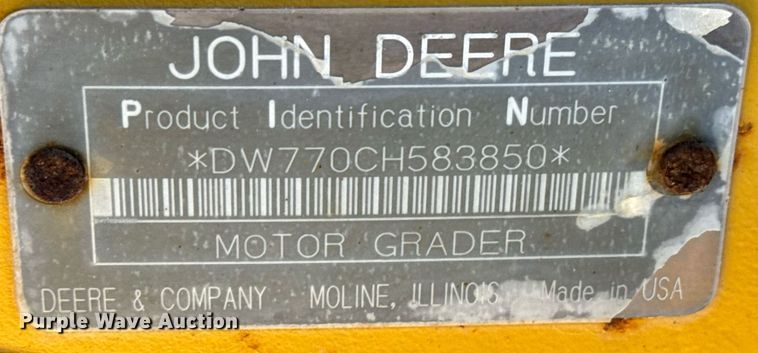 JOHN DEERE
Product Identification Number
*DW770CH583850*
MOTOR GRADER
DEERE & COMPANY MOLINE, ILLINOIS Made in USA
Purple Wave Auction